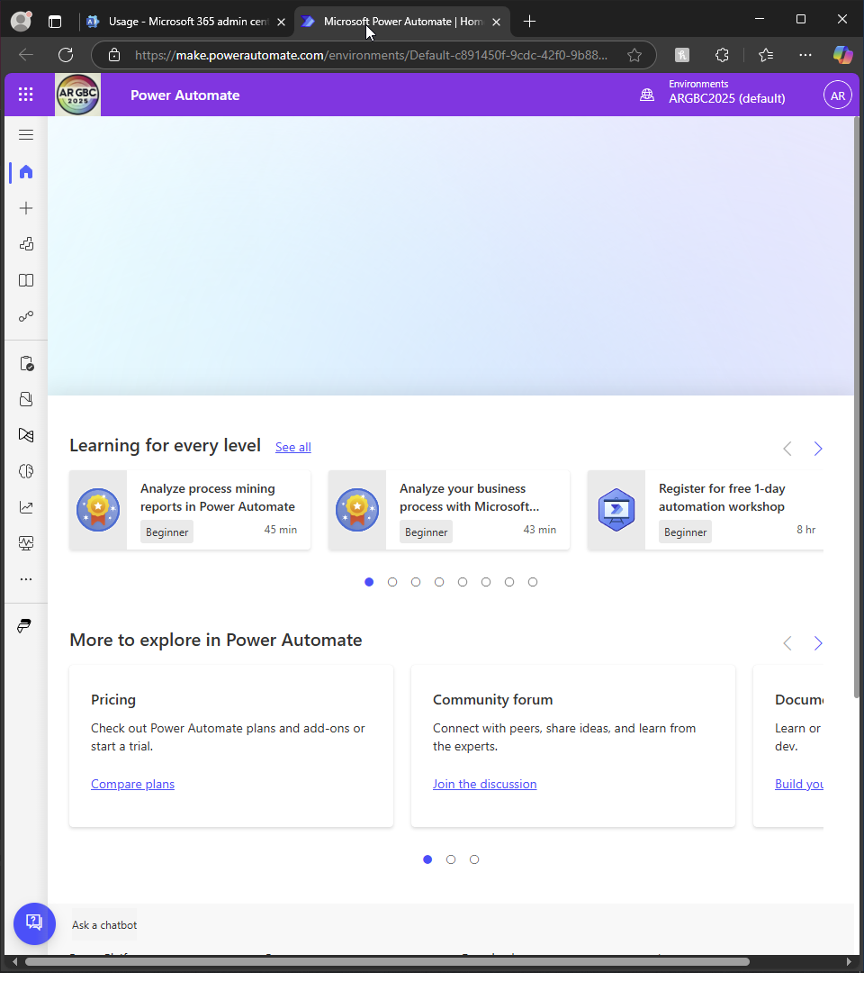 Usage - Microsoft 365 admin cen
Microsoft Power Automate | Hom
https://make.powerautomate.com/environments/Default-c891450f-9cdc-42f0-9b88...
AR GBC
2025
Power Automate
Environments
ARGBC2025 (default)
AR
Learning for every level
See all
Analyze process mining
reports in Power Automate
Beginner
45 min
Analyze your business
process with Microsoft...
Beginner
43 min
Register for free 1-day
automation workshop
Beginner
8 hr
More to explore in Power Automate
Pricing
Check out Power Automate plans and add-ons or
start a trial.
Compare plans
Community forum
Connect with peers, share ideas, and learn from
the experts.
Join the discussion
Docume
Learn or
dev.
Build you
Ask a chatbot